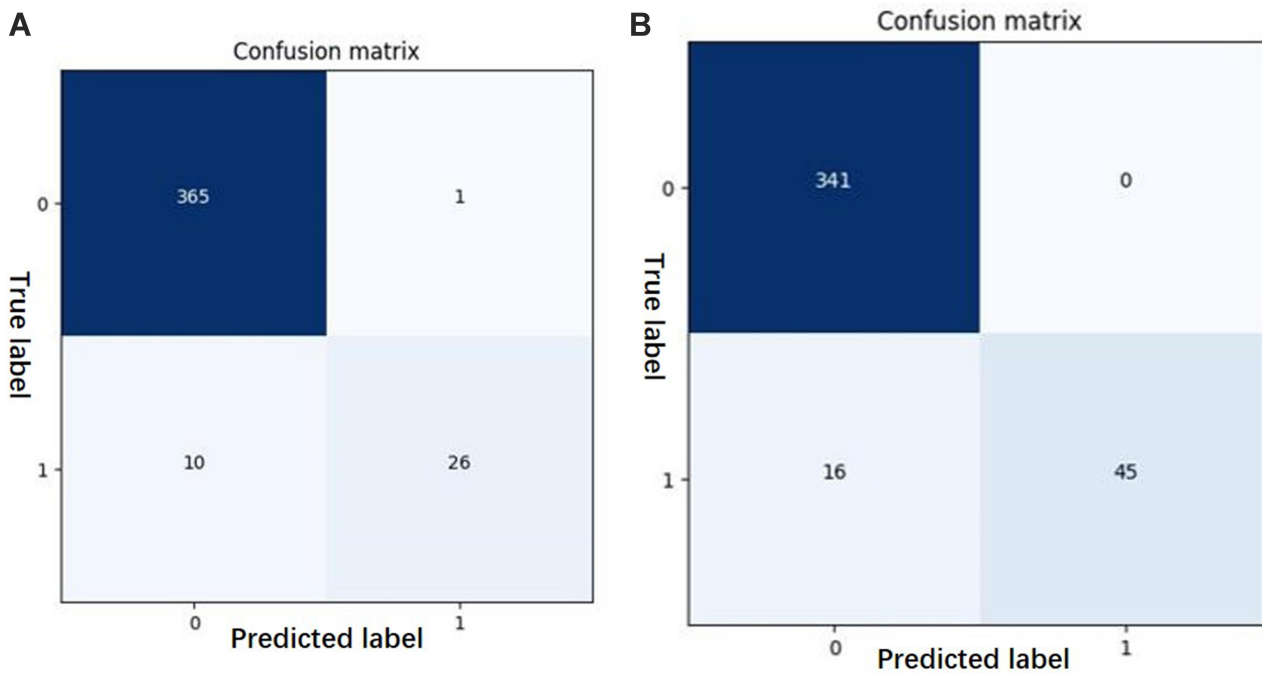 A
Confusion matrix
365
1
0
True label
10
26
1
0
1
Predicted label
B
Confusion matrix
341
0
0
True label
16
45
1
0
1
Predicted label